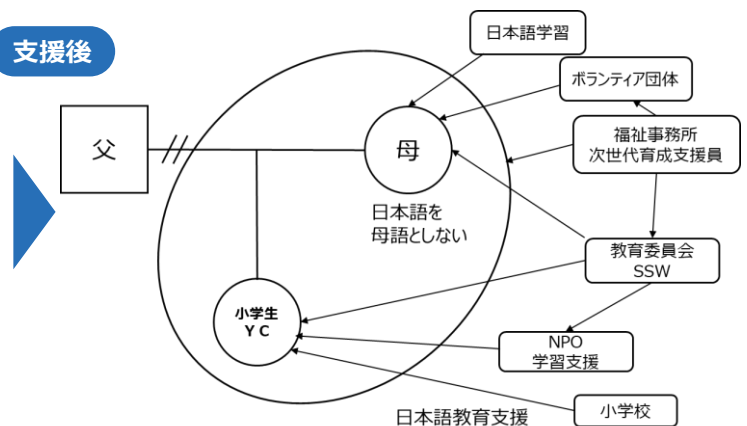 支援後
日本語学習
ボランティア団体
父
母
福祉事務所
次世代育成支援員
日本語を
母語としない
教育委員会
SSW
小学生
ＹＣ
NPO
学習支援
小学校
日本語教育支援